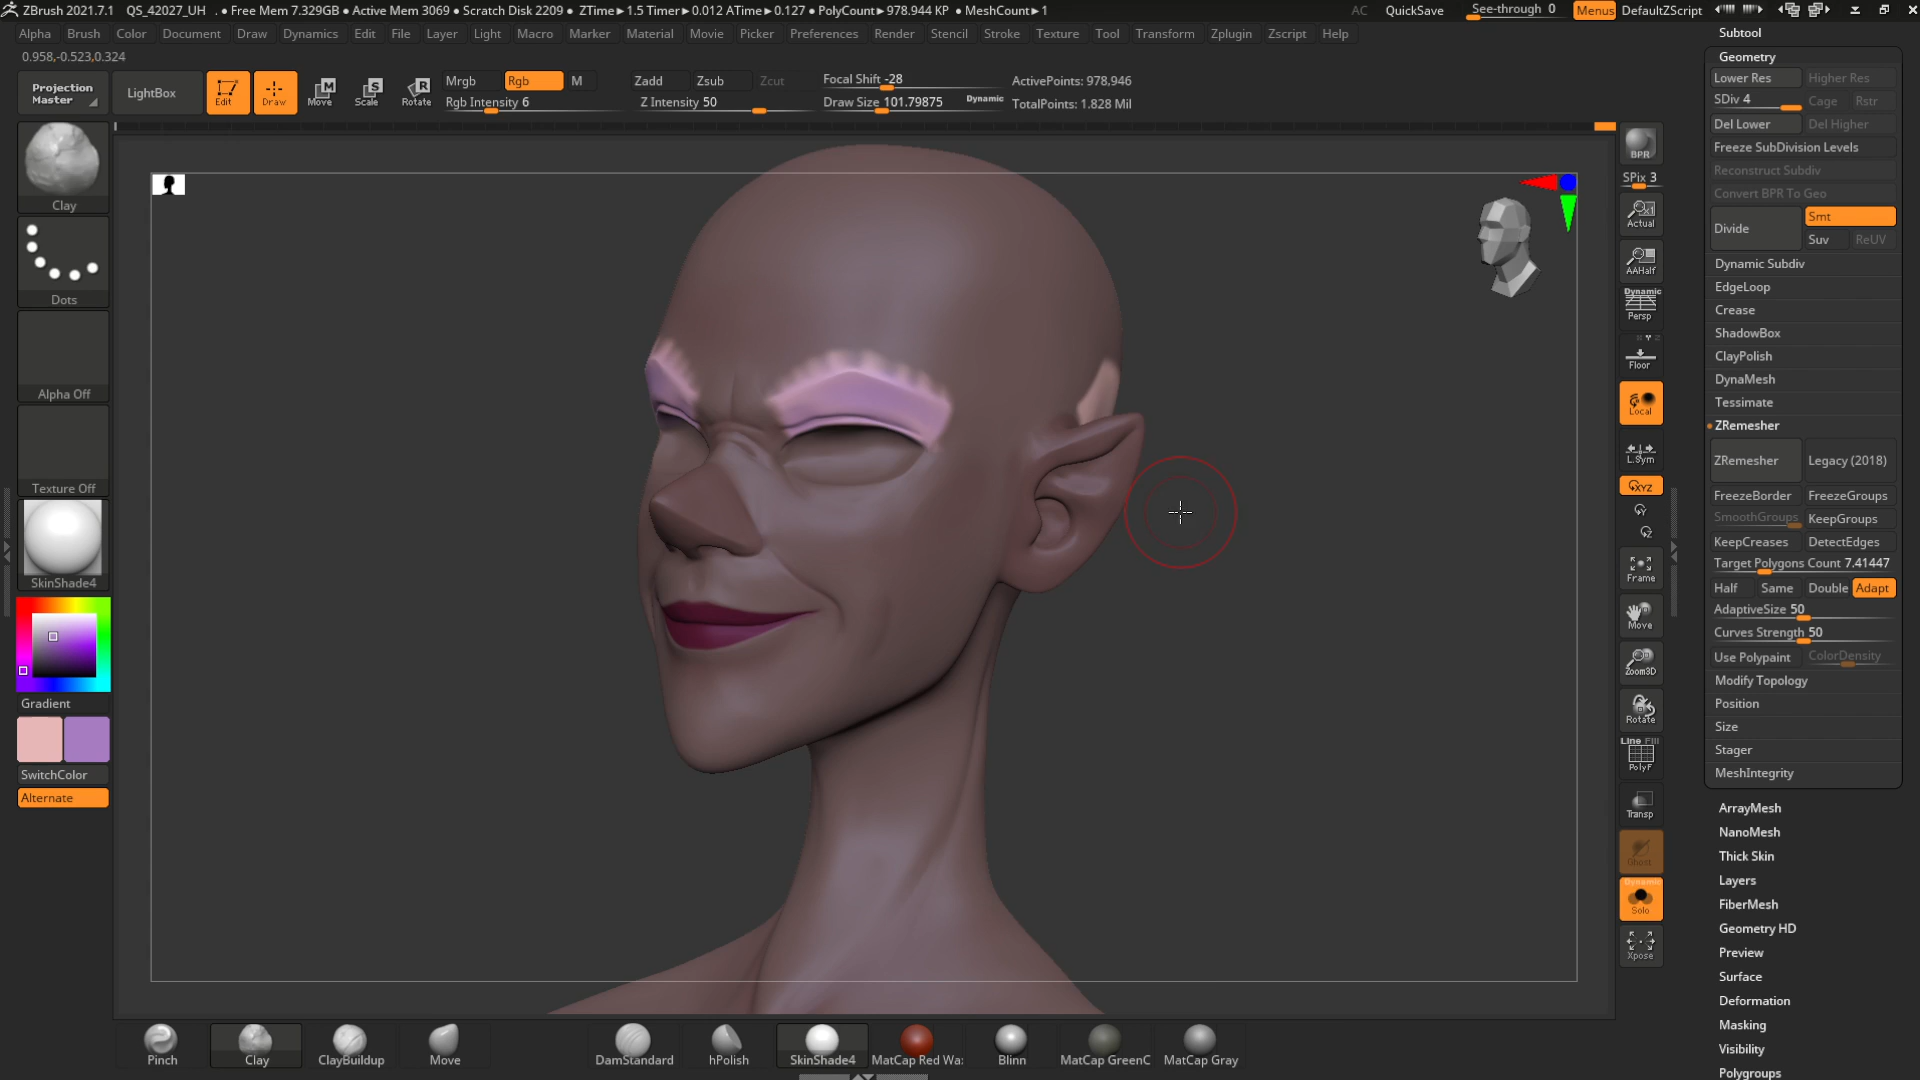 ZBrush 2021.7.1 QS_42027_UH . • Free Mem 7.329GB • Active Mem 3069 • Scratch Disk 2209 • ZTime▸1.5 Timer▸0.012 ATime▸0.127 • PolyCount▸978.944 KP • MeshCount▸1 AC QuickSave See-through 0 Menus DefaultZScript
Alpha Brush Color Document Draw Dynamics Edit File Layer Light Macro Marker Material Movie Picker Preferences Render Stencil Stroke Texture Tool Transform Zplugin Zscript Help
0.958,-0.523,0.324
Projection Master
LightBox
Edit
Draw
Move
Scale
Rotate
Mrgb Rgb M
Rgb Intensity 6
Zadd Zsub Zcut
Z Intensity 50
Focal Shift -28
Draw Size 101.79875 Dynamic
ActivePoints: 978,946
TotalPoints: 1.828 Mil
Clay
Dots
Alpha Off
Texture Off
SkinShade4
Gradient
SwitchColor
Alternate
BPR
SPix 3
Actual
AAHalf
Dynamic
Persp
Floor
Local
L.Sym
XYZ
Frame
Move
Zoom3D
Rotate
Line Fill
PolyF
Transp
Ghost
Dynamic
Solo
Xpose
Subtool
Geometry
Lower Res Higher Res
SDiv 4 Cage Rstr
Del Lower Del Higher
Freeze SubDivision Levels
Reconstruct Subdiv
Convert BPR To Geo
Divide Smt
Suv ReUV
Dynamic Subdiv
EdgeLoop
Crease
ShadowBox
ClayPolish
DynaMesh
Tessimate
ZRemesher
ZRemesher Legacy (2018)
FreezeBorder FreezeGroups
SmoothGroups KeepGroups
KeepCreases DetectEdges
Target Polygons Count 7.41447
Half Same Double Adapt
AdaptiveSize 50
Curves Strength 50
Use Polypaint ColorDensity
Modify Topology
Position
Size
Stager
MeshIntegrity
ArrayMesh
NanoMesh
Thick Skin
Layers
FiberMesh
Geometry HD
Preview
Surface
Deformation
Masking
Visibility
Polygroups
Pinch Clay ClayBuildup Move DamStandard hPolish SkinShade4 MatCap Red Wa: Blinn MatCap GreenC MatCap Gray